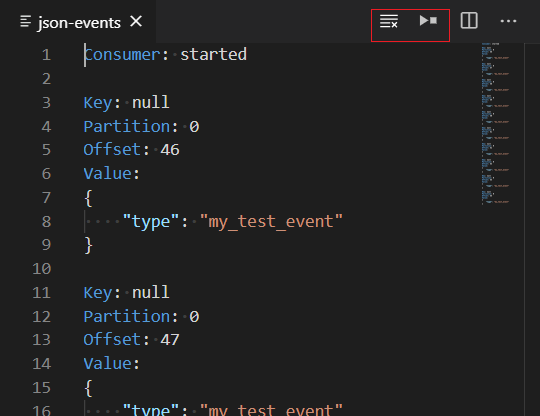 json-events
1 Consumer: started
2
3 Key: null
4 Partition: 0
5 Offset: 46
6 Value:
7 {
8 "type": "my_test_event"
9 }
10
11 Key: null
12 Partition: 0
13 Offset: 47
14 Value:
15 {
16 "type": "my_test_event"